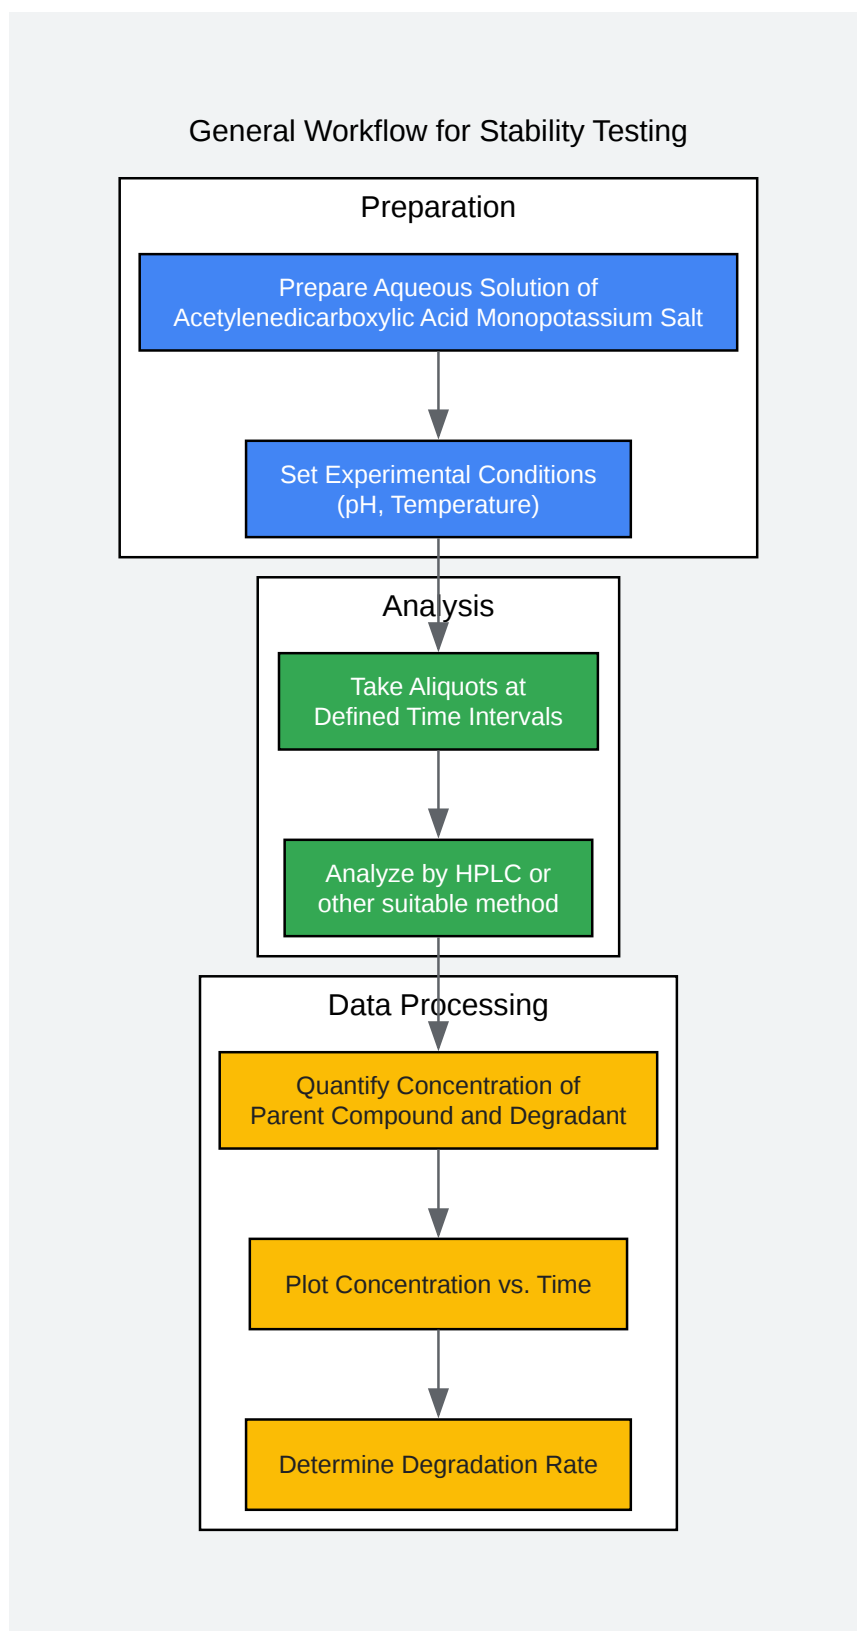 General Workflow for Stability Testing
Preparation
Prepare Aqueous Solution of
Acetylenedicarboxylic Acid Monopotassium Salt
Set Experimental Conditions
(pH, Temperature)
Analysis
Take Aliquots at
Defined Time Intervals
Analyze by HPLC or
other suitable method
Data Processing
Quantify Concentration of
Parent Compound and Degradant
Plot Concentration vs. Time
Determine Degradation Rate